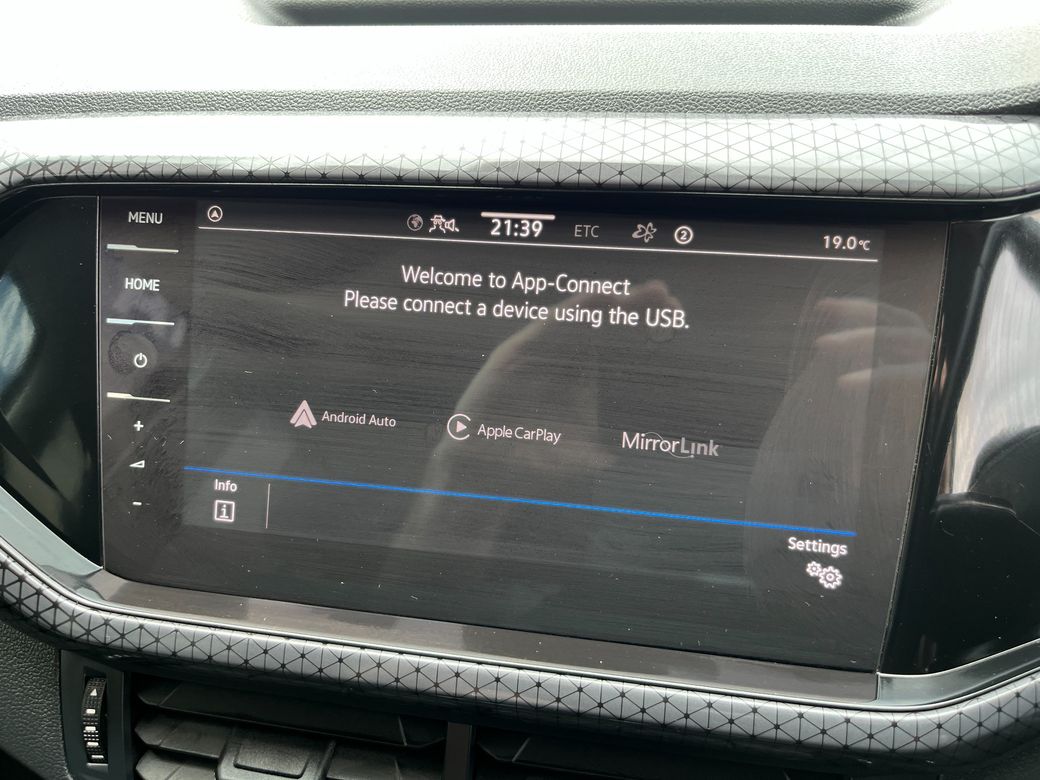 MENU
21:39
ETC
2
19.0°C
HOME
Welcome to App-Connect
Please connect a device using the USB.
Android Auto
Apple CarPlay
MirrorLink
+
-
Info
i
Settings